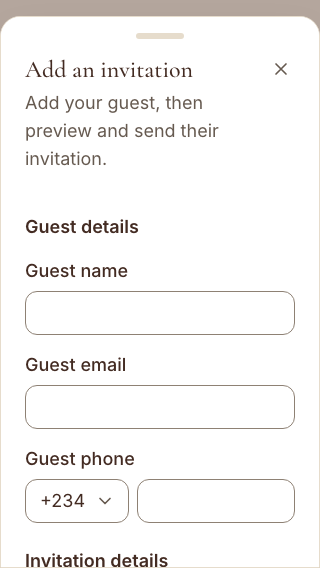 Add an invitation
Add your guest, then
preview and send their
invitation.
Guest details
Guest name
Guest email
Guest phone
+234
Invitation details